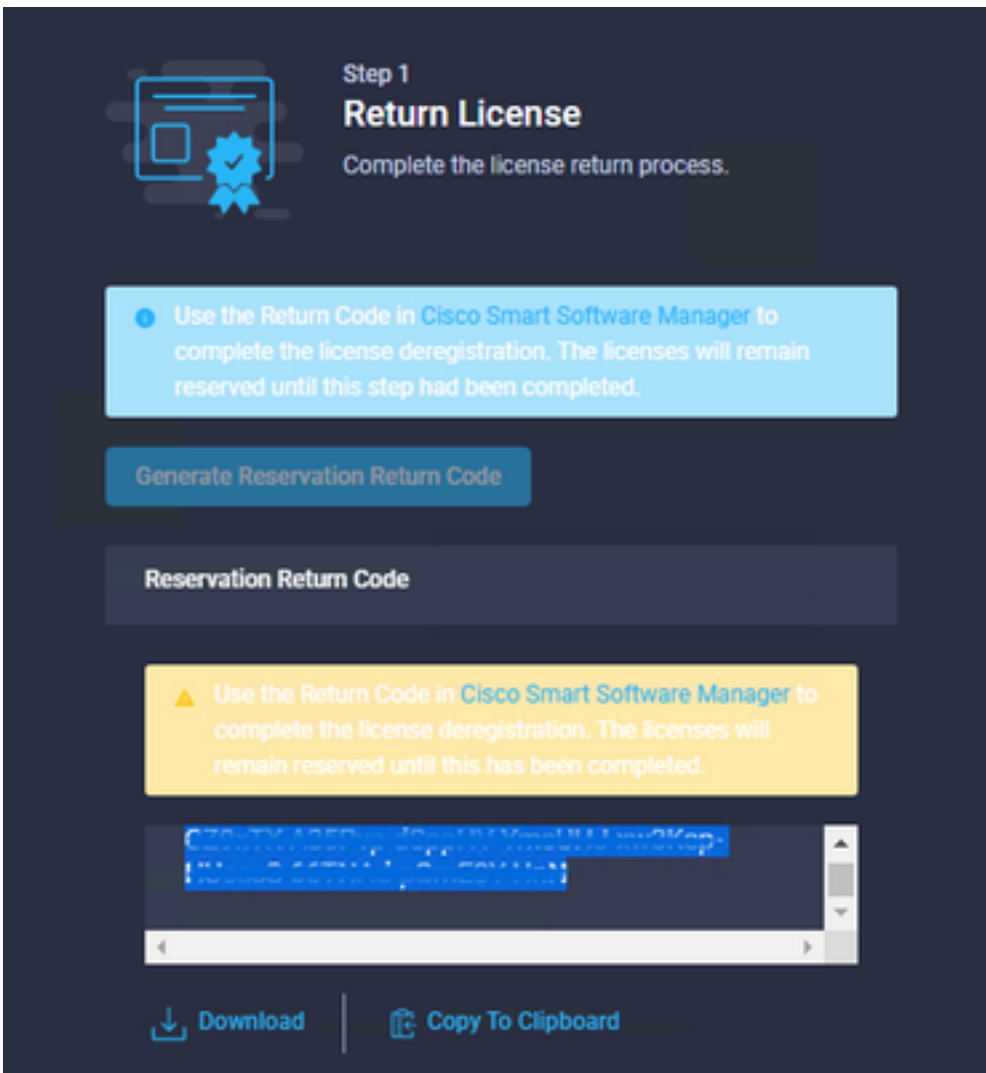 Step 1
Return License
Complete the license return process.
Use the Return Code in Cisco Smart Software Manager to
complete the license deregistration. The licenses will remain
reserved until this step had been completed.
Generate Reservation Return Code
Reservation Return Code
Use the Return Code in Cisco Smart Software Manager to
complete the license deregistration. The licenses will
remain reserved until this has been completed.
Download
Copy To Clipboard